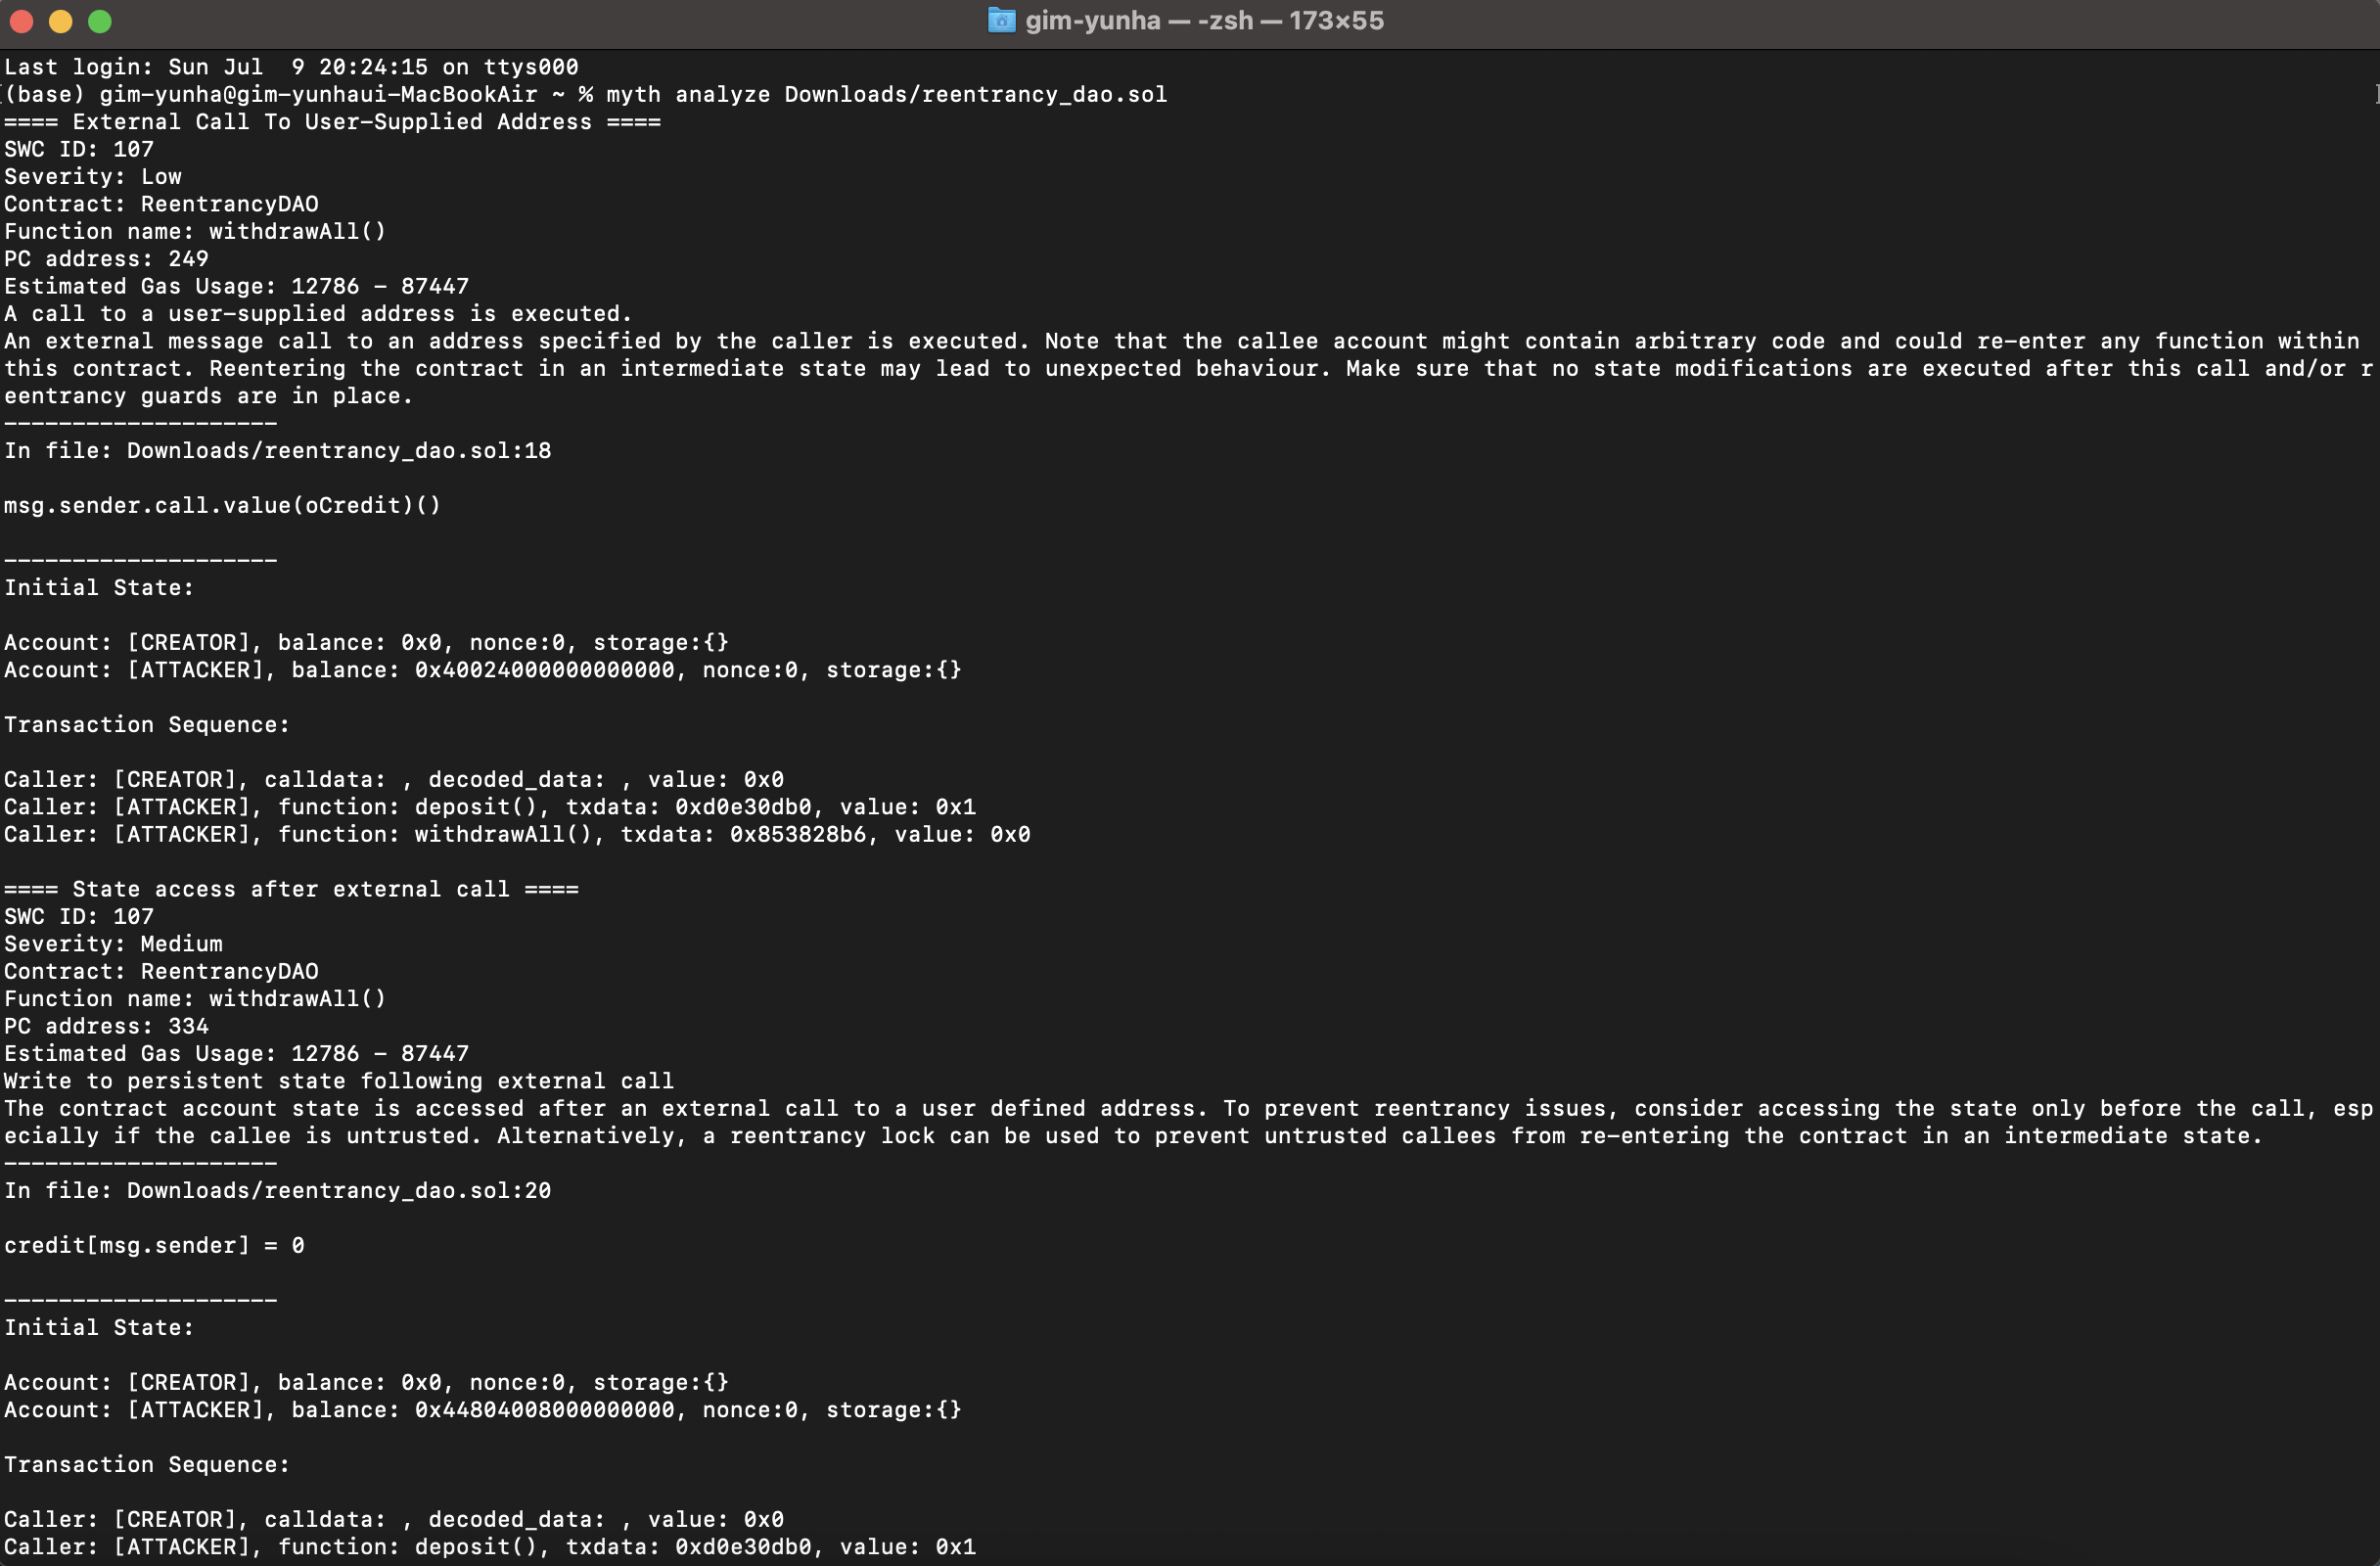 gim-yunha — -zsh — 173×55
Last login: Sun Jul  9 20:24:15 on ttys000
(base) gim-yunha@gim-yunhaui-MacBookAir ~ % myth analyze Downloads/reentrancy_dao.sol
==== External Call To User-Supplied Address ====
SWC ID: 107
Severity: Low
Contract: ReentrancyDAO
Function name: withdrawAll()
PC address: 249
Estimated Gas Usage: 12786 - 87447
A call to a user-supplied address is executed.
An external message call to an address specified by the caller is executed. Note that the callee account might contain arbitrary code and could re-enter any function within
this contract. Reentering the contract in an intermediate state may lead to unexpected behaviour. Make sure that no state modifications are executed after this call and/or r
eentrancy guards are in place.
--------------------
In file: Downloads/reentrancy_dao.sol:18
msg.sender.call.value(oCredit)()
--------------------
Initial State:
Account: [CREATOR], balance: 0x0, nonce:0, storage:{}
Account: [ATTACKER], balance: 0x40024000000000000, nonce:0, storage:{}
Transaction Sequence:
Caller: [CREATOR], calldata: , decoded_data: , value: 0x0
Caller: [ATTACKER], function: deposit(), txdata: 0xd0e30db0, value: 0x1
Caller: [ATTACKER], function: withdrawAll(), txdata: 0x853828b6, value: 0x0
==== State access after external call ====
SWC ID: 107
Severity: Medium
Contract: ReentrancyDAO
Function name: withdrawAll()
PC address: 334
Estimated Gas Usage: 12786 - 87447
Write to persistent state following external call
The contract account state is accessed after an external call to a user defined address. To prevent reentrancy issues, consider accessing the state only before the call, esp
ecially if the callee is untrusted. Alternatively, a reentrancy lock can be used to prevent untrusted callees from re-entering the contract in an intermediate state.
--------------------
In file: Downloads/reentrancy_dao.sol:20
credit[msg.sender] = 0
--------------------
Initial State:
Account: [CREATOR], balance: 0x0, nonce:0, storage:{}
Account: [ATTACKER], balance: 0x44804008000000000, nonce:0, storage:{}
Transaction Sequence:
Caller: [CREATOR], calldata: , decoded_data: , value: 0x0
Caller: [ATTACKER], function: deposit(), txdata: 0xd0e30db0, value: 0x1